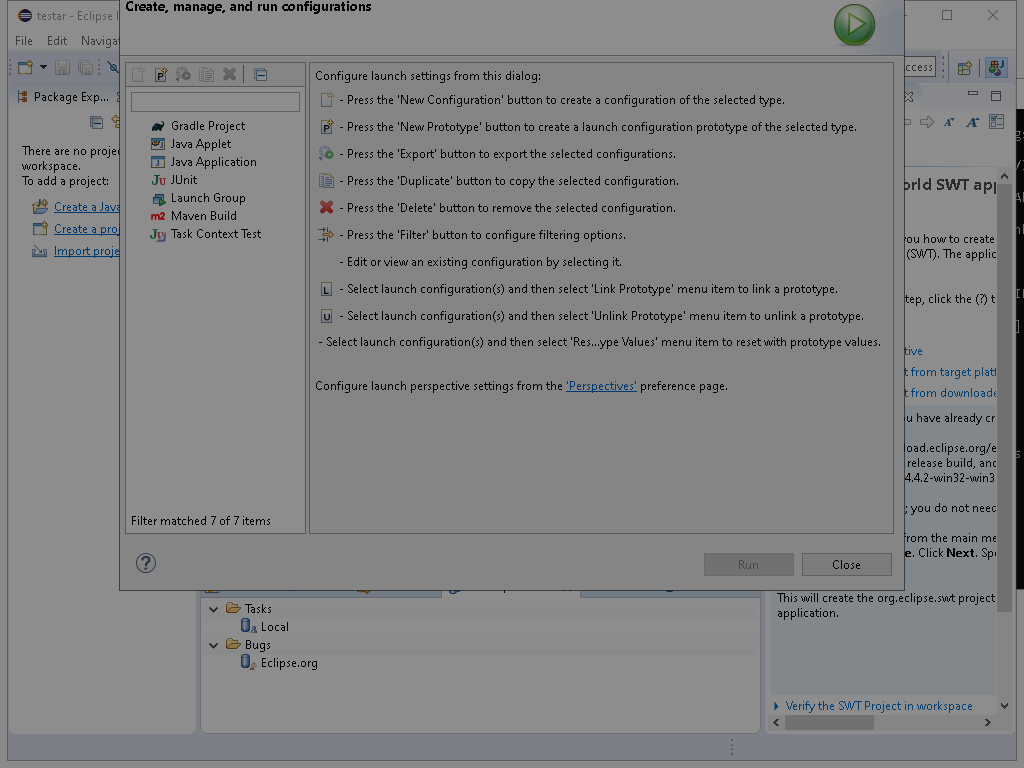 testar - Eclipse I
File Edit Navigat
Create, manage, and run configurations
ccess
Package Exp...
There are no projec
workspace.
To add a project:
Create a Java
Create a proj
Import proje
Gradle Project
Java Applet
Java Application
Ju JUnit
Launch Group
m2 Maven Build
Ju Task Context Test
Filter matched 7 of 7 items
Configure launch settings from this dialog:
- Press the 'New Configuration' button to create a configuration of the selected type.
- Press the 'New Prototype' button to create a launch configuration prototype of the selected type.
- Press the 'Export' button to export the selected configurations.
- Press the 'Duplicate' button to copy the selected configuration.
- Press the 'Delete' button to remove the selected configuration.
- Press the 'Filter' button to configure filtering options.
- Edit or view an existing configuration by selecting it.
L - Select launch configuration(s) and then select 'Link Prototype' menu item to link a prototype.
U - Select launch configuration(s) and then select 'Unlink Prototype' menu item to unlink a prototype.
- Select launch configuration(s) and then select 'Res...ype Values' menu item to reset with prototype values.
Configure launch perspective settings from the 'Perspectives' preference page.
?
Run
Close
Tasks
Local
Bugs
Eclipse.org
orld SWT app
you how to create
(SWT). The applic
tep, click the (?) t
tive
t from target platf
t from downloade
ou have already cr
load.eclipse.org/e
release build, and
4.4.2-win32-win3
; you do not need
from the main me
e. Click Next. Spe
This will create the org.eclipse.swt project
application.
Verify the SWT Project in workspace